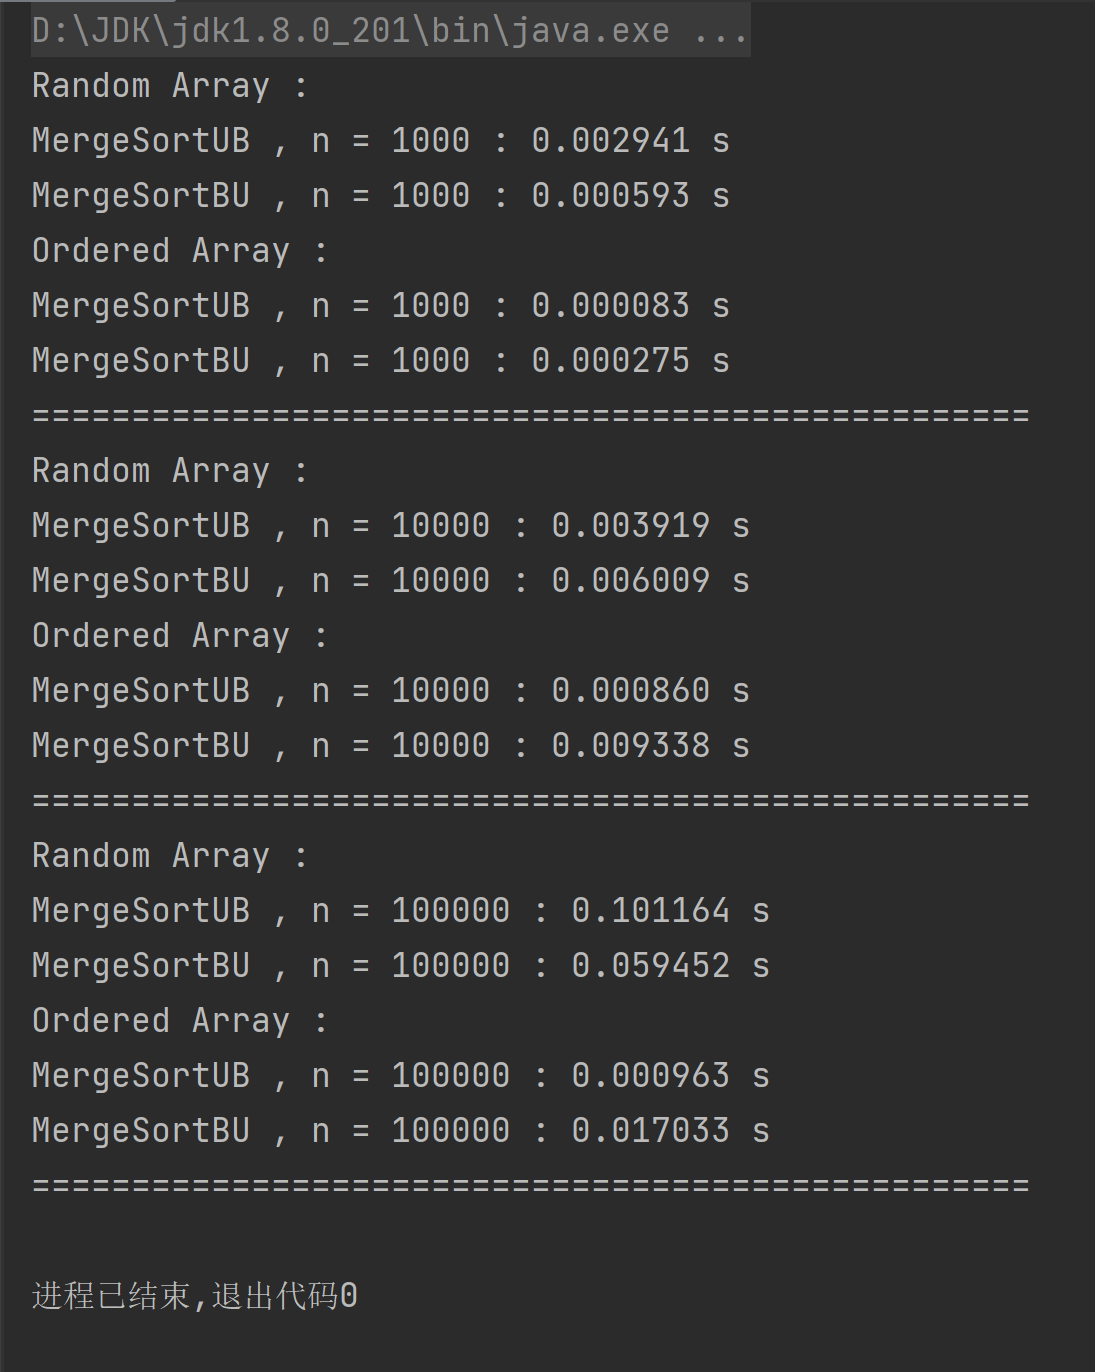 D:\JDK\jdk1.8.0_201\bin\java.exe ...
Random Array :
MergeSortUB , n = 1000 : 0.002941 s
MergeSortBU , n = 1000 : 0.000593 s
Ordered Array :
MergeSortUB , n = 1000 : 0.000083 s
MergeSortBU , n = 1000 : 0.000275 s
==================================================
Random Array :
MergeSortUB , n = 10000 : 0.003919 s
MergeSortBU , n = 10000 : 0.006009 s
Ordered Array :
MergeSortUB , n = 10000 : 0.000860 s
MergeSortBU , n = 10000 : 0.009338 s
==================================================
Random Array :
MergeSortUB , n = 100000 : 0.101164 s
MergeSortBU , n = 100000 : 0.059452 s
Ordered Array :
MergeSortUB , n = 100000 : 0.000963 s
MergeSortBU , n = 100000 : 0.017033 s
==================================================
进程已结束,退出代码0